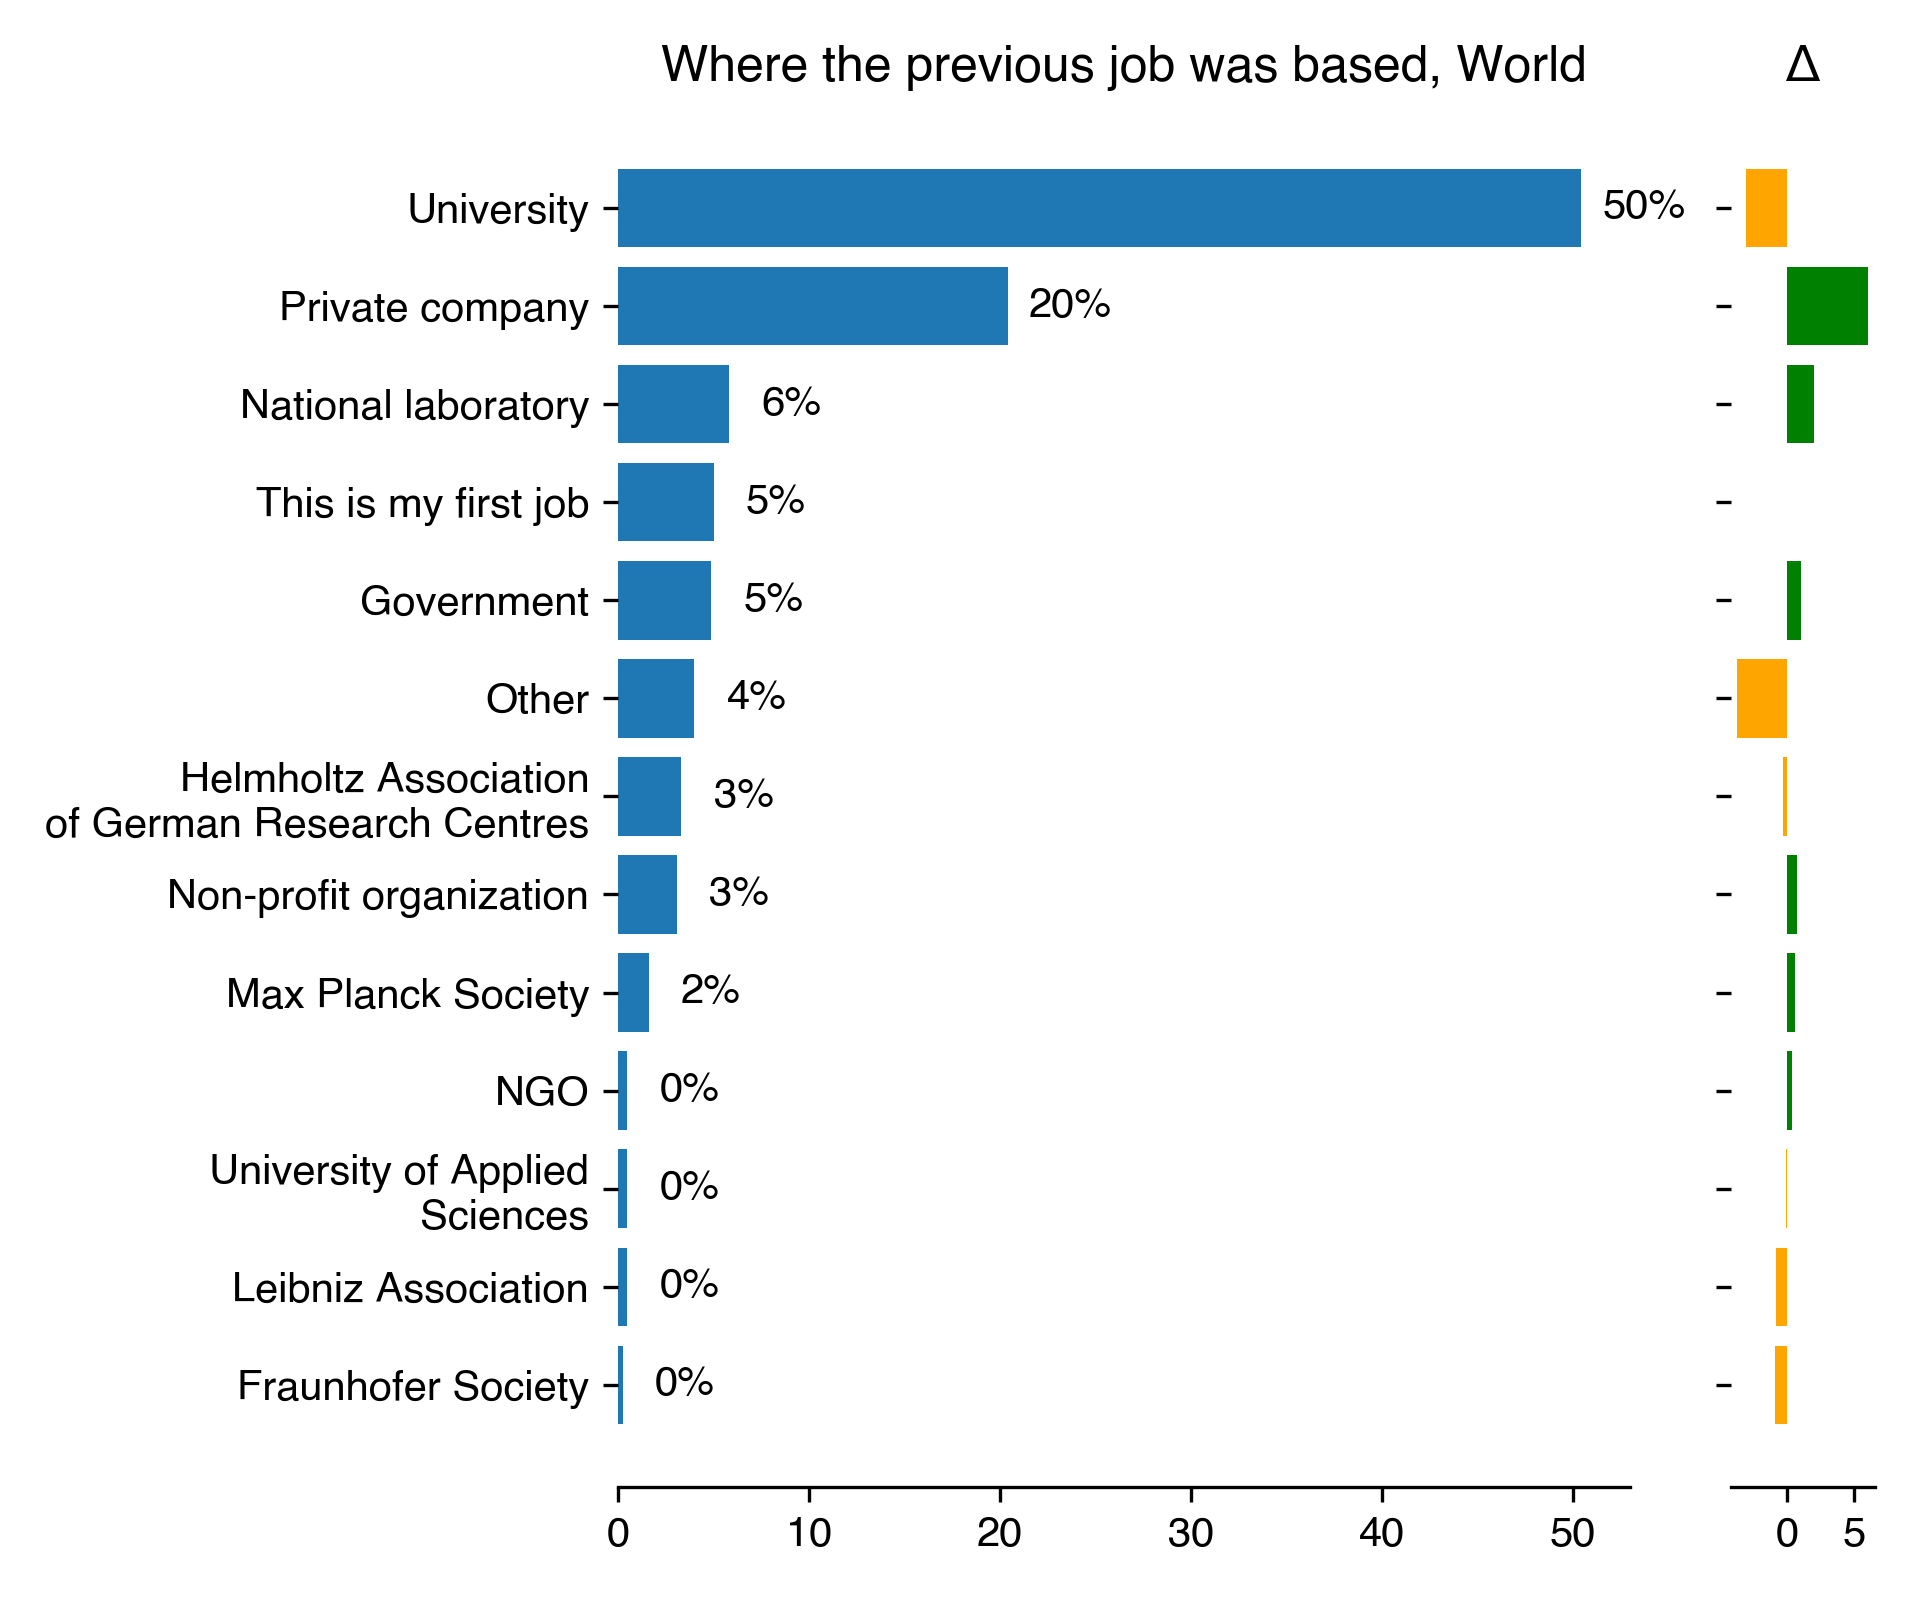 Where the previous job was based, World
Δ
University
50%
Private company
20%
National laboratory
6%
This is my first job
5%
Government
5%
Other
4%
Helmholtz Association
of German Research Centres
3%
Non-profit organization
3%
Max Planck Society
2%
NGO
0%
University of Applied
Sciences
0%
Leibniz Association
0%
Fraunhofer Society
0%
0 10 20 30 40 50
0 5